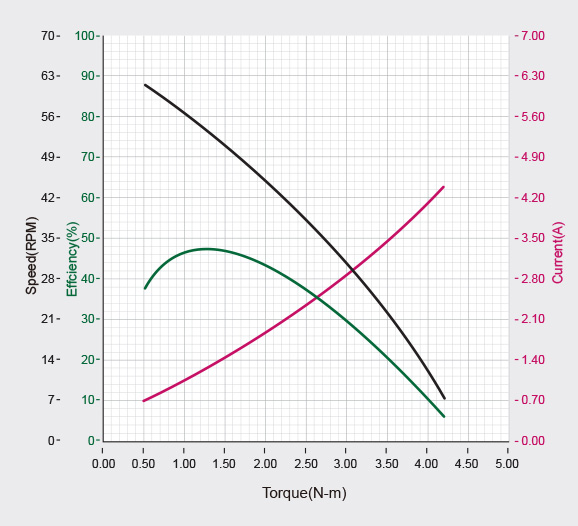 70- 100- - 7.00
63- 90- - 6.30
56- 80- - 5.60
49- 70- - 4.90
42- 60- - 4.20
35- 50- - 3.50
28- 40- - 2.80
21- 30- - 2.10
14- 20- - 1.40
7- 10- - 0.70
0- 0- - 0.00
Speed(RPM)
Effciency(%)
Current(A)
0.00 0.50 1.00 1.50 2.00 2.50 3.00 3.50 4.00 4.50 5.00
Torque(N-m)